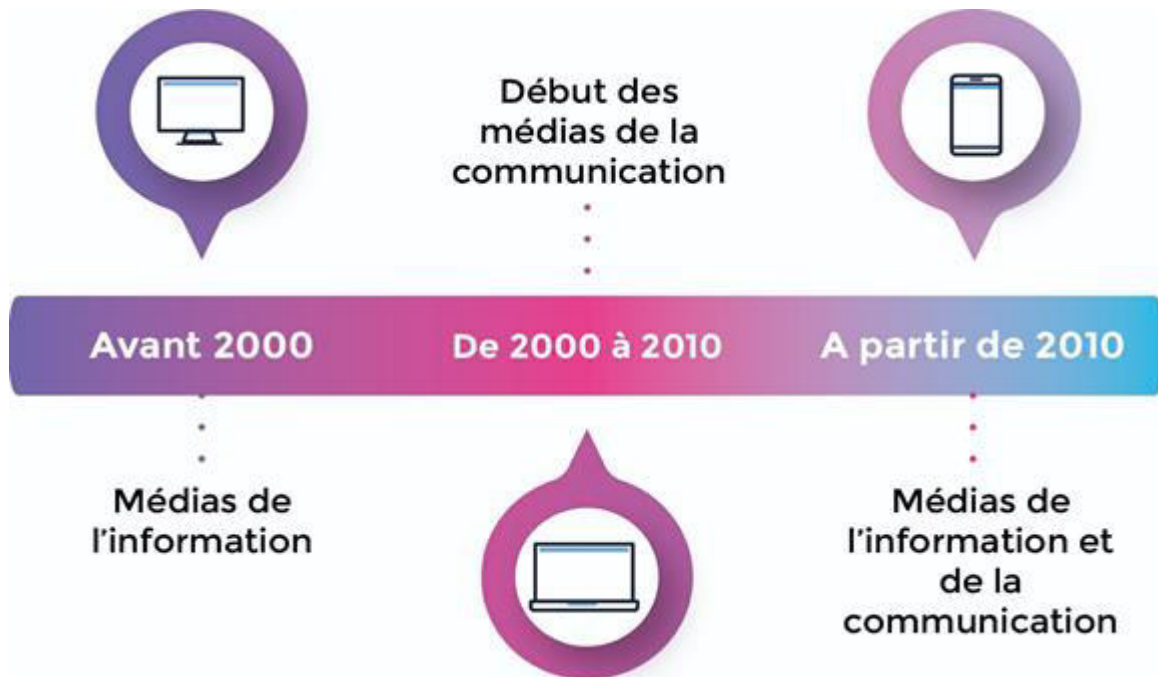 Début des
médias de la
communication
Avant 2000
De 2000 à 2010
A partir de 2010
Médias de
l'information
Médias de
l'information et
de la
communication